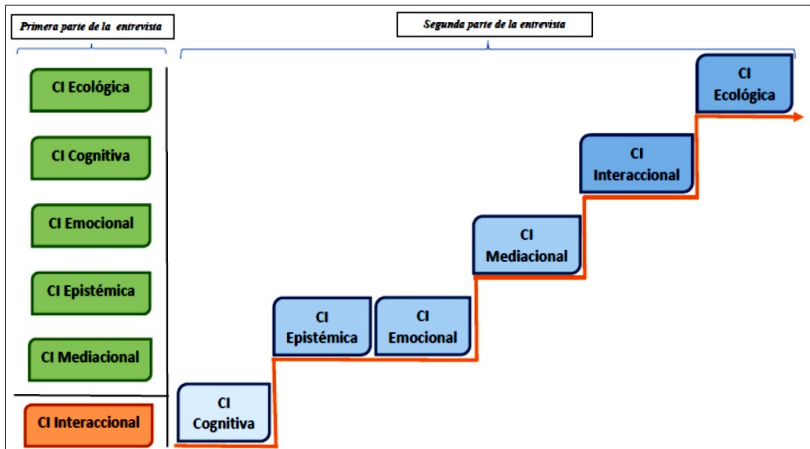 Primera parte de la entrevista
Segunda parte de la entrevista
CI Ecológica
CI Cognitiva
CI Emocional
CI Epistémica
CI Mediacional
CI Interaccional
CI
Cognitiva
CI
Epistémica
CI
Emocional
CI
Mediacional
CI
Interaccional
CI
Ecológica